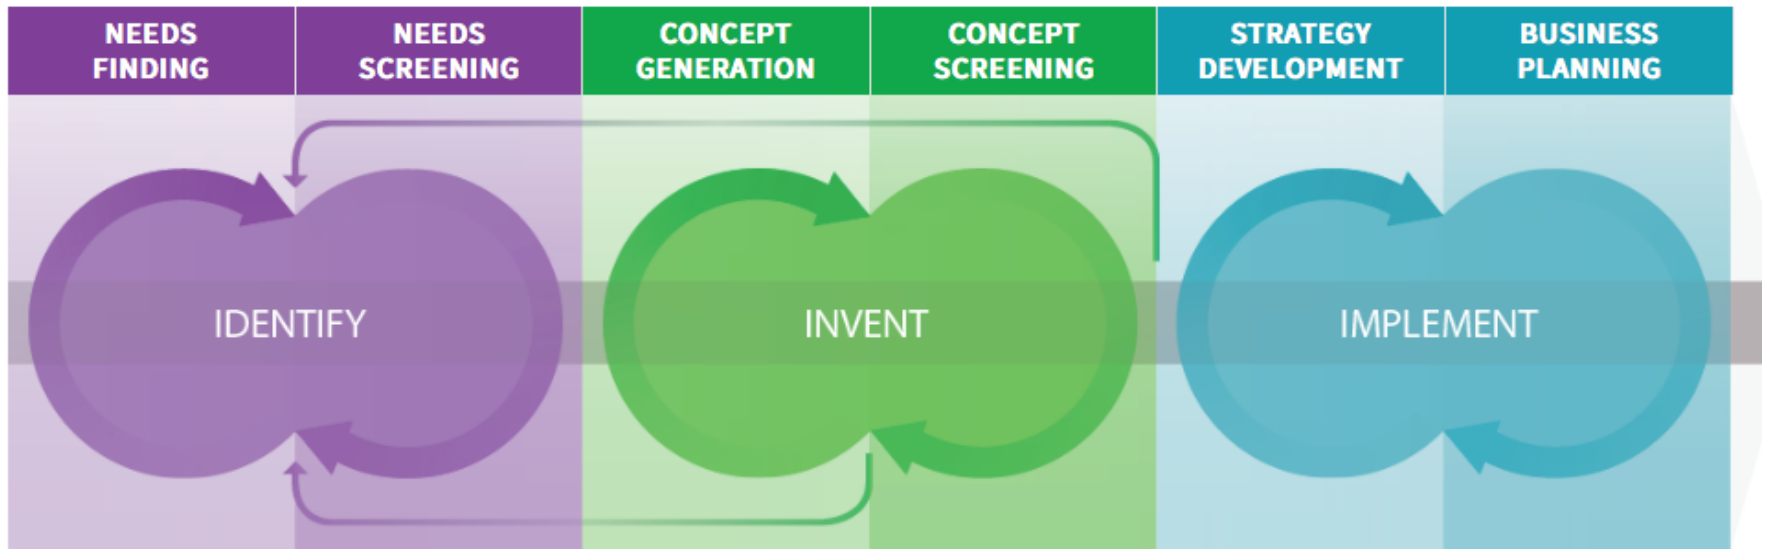 NEEDS
FINDING
NEEDS
SCREENING
CONCEPT
GENERATION
CONCEPT
SCREENING
STRATEGY
DEVELOPMENT
BUSINESS
PLANNING
IDENTIFY
INVENT
IMPLEMENT